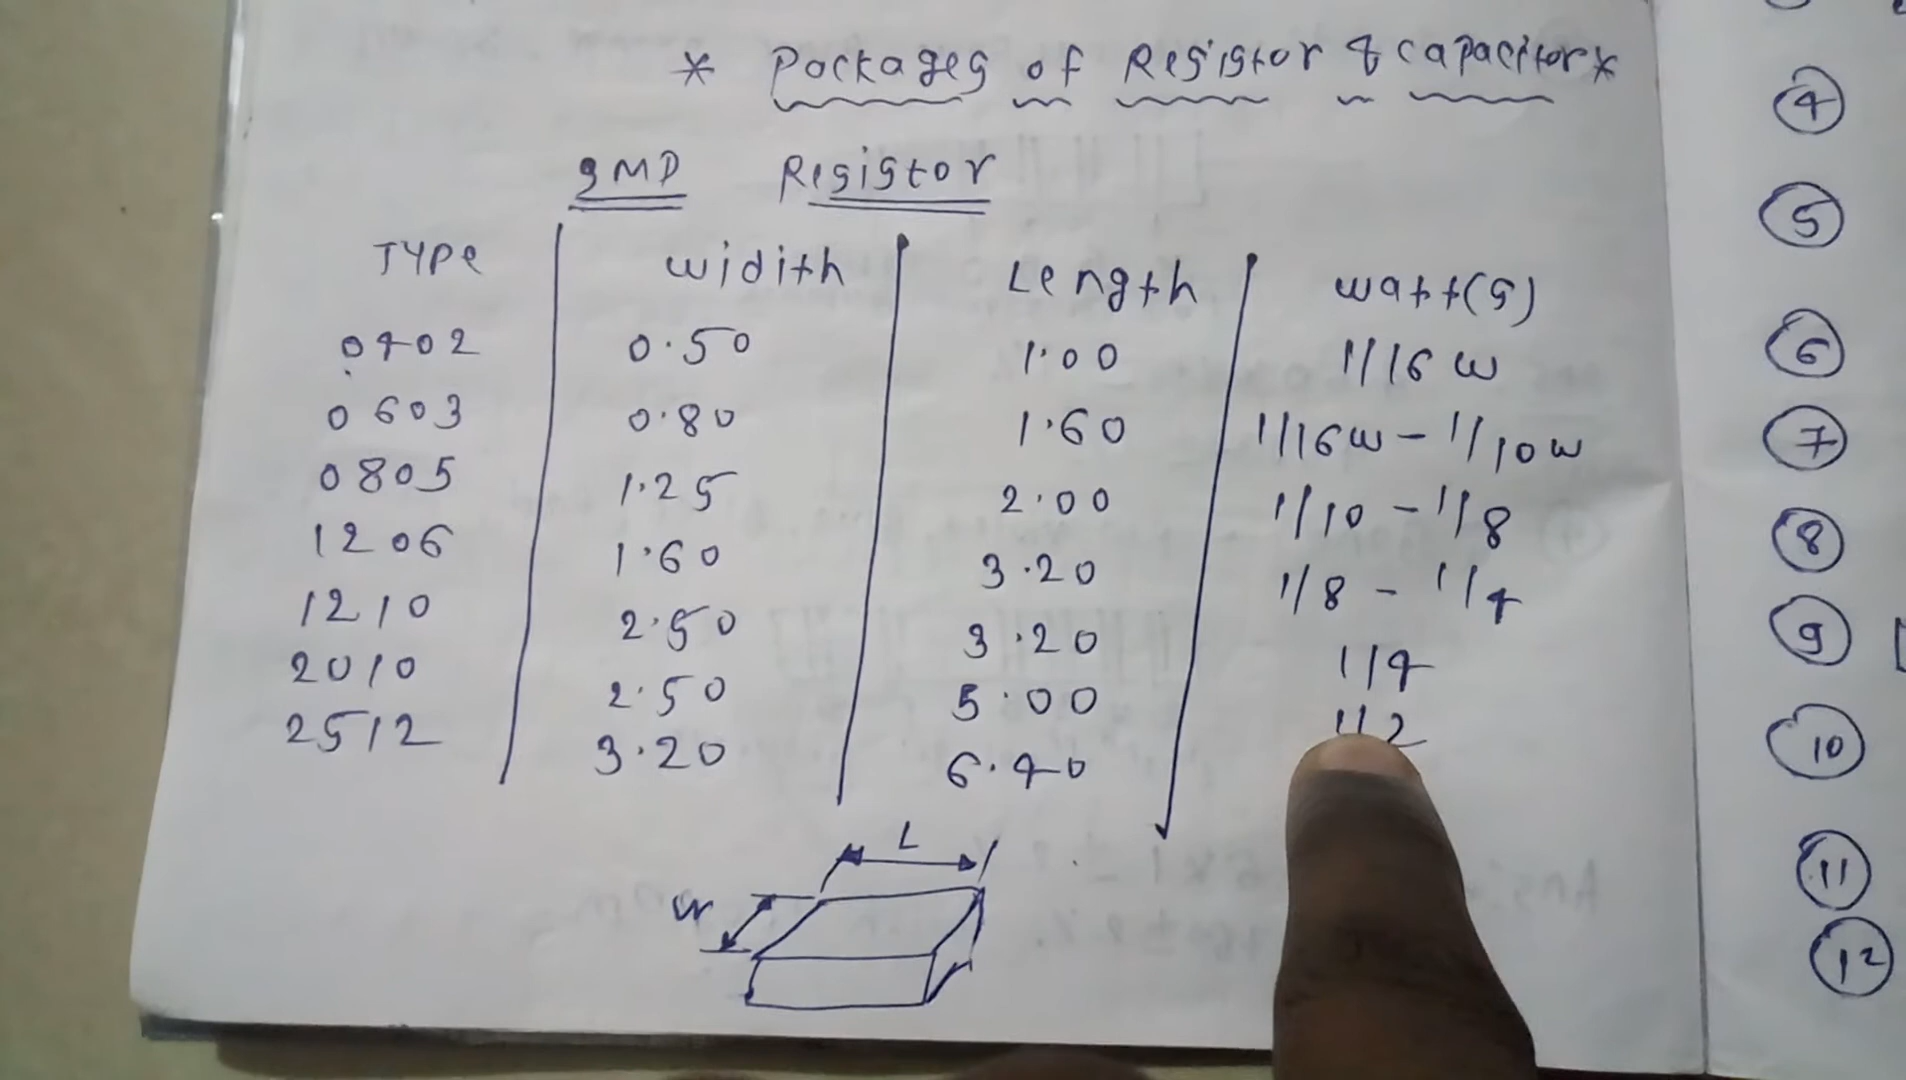 * Packages of Resistor & capacitor *
SMD Resistor
TYPe widith Length watt(s)
0402 0.50 1.00 1/16 w
0603 0.80 1.60 1/16w - 1/10w
0805 1.25 2.00 1/10 - 1/8
1206 1.60 3.20 1/8 - 1/4
1210 2.50 3.20 1/4
2010 2.50 5.00 1/2
2512 3.20 6.40
L
w
4
5
6
7
8
9
10
11
12